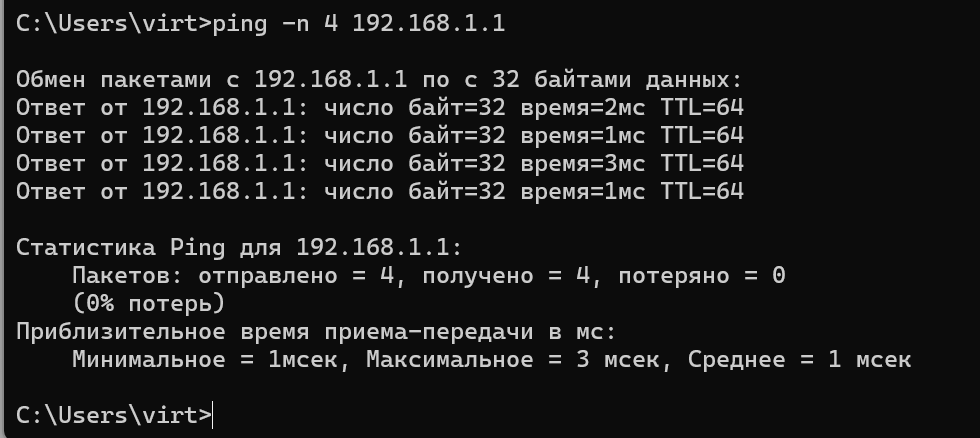 C:\Users\virt>ping -n 4 192.168.1.1
Обмен пакетами с 192.168.1.1 по с 32 байтами данных:
Ответ от 192.168.1.1: число байт=32 время=2мс TTL=64
Ответ от 192.168.1.1: число байт=32 время=1мс TTL=64
Ответ от 192.168.1.1: число байт=32 время=3мс TTL=64
Ответ от 192.168.1.1: число байт=32 время=1мс TTL=64
Статистика Ping для 192.168.1.1:
Пакетов: отправлено = 4, получено = 4, потеряно = 0
(0% потерь)
Приблизительное время приема-передачи в мс:
Минимальное = 1мсек, Максимальное = 3 мсек, Среднее = 1 мсек
C:\Users\virt>